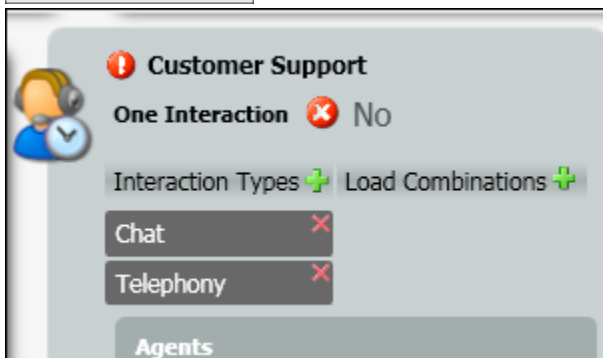 Customer Support
One Interaction No
Interaction Types Load Combinations
Chat
Telephony
Agents